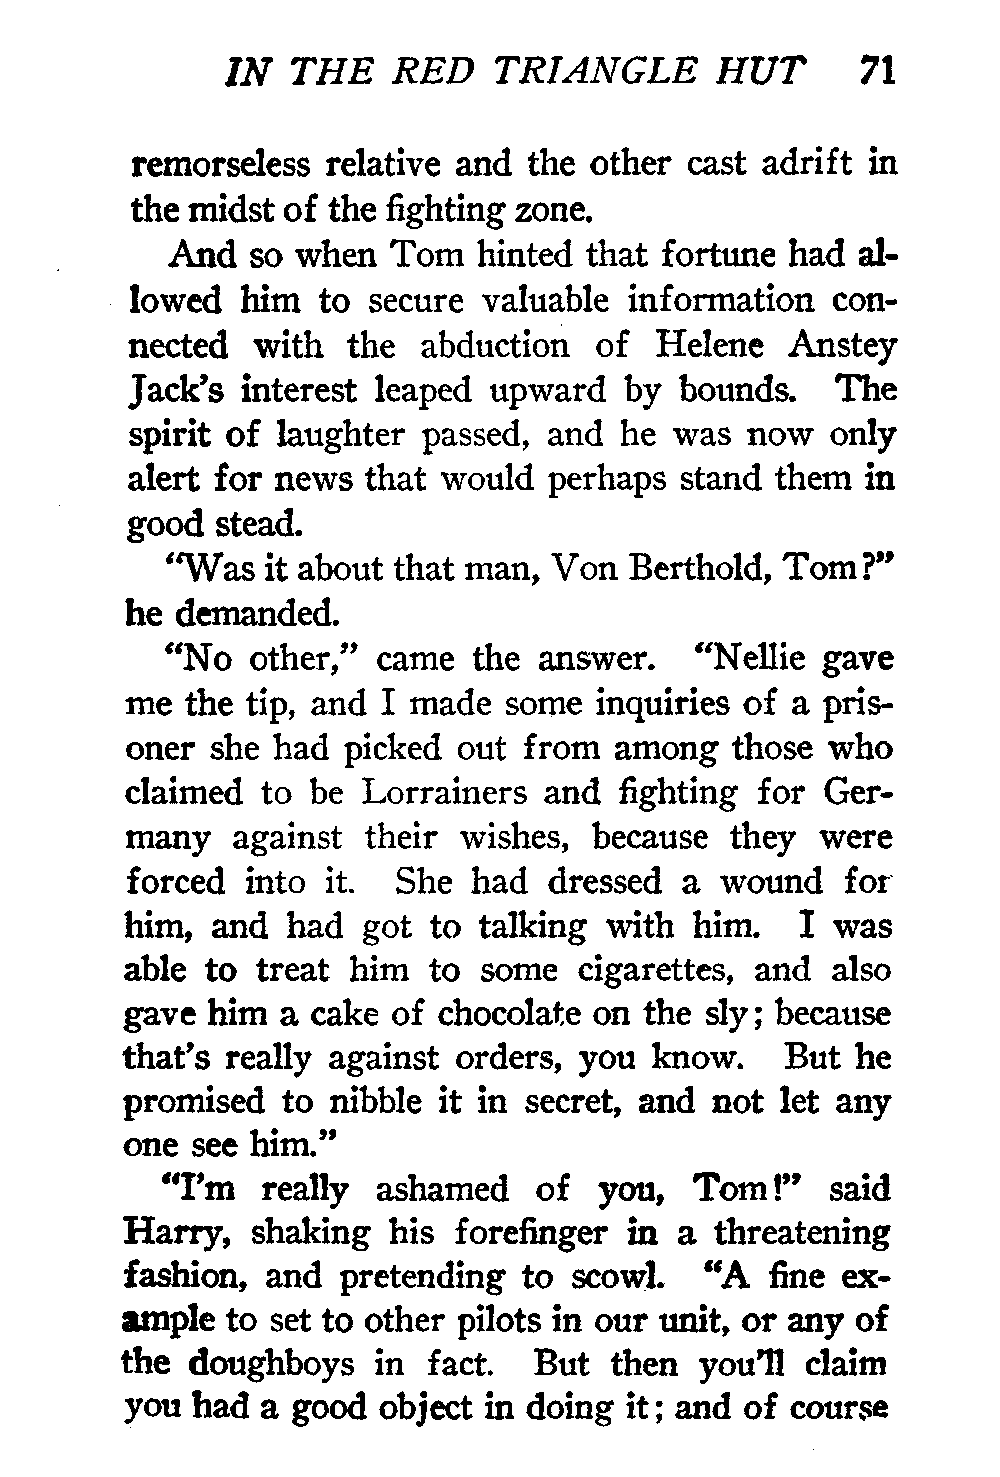 IN THE RED TRIANGLE HUT 71
remorseless relative and the other cast adrift in
the midst of the fighting zone.
And so when Tom hinted that fortune had al-
lowed him to secure valuable information con-
nected with the abduction of Helene Anstey
Jack's interest leaped upward by bounds. The
spirit of laughter passed, and he was now only
alert for news that would perhaps stand them in
good stead.
"Was it about that man, Von Berthold, Tom?"
he demanded.
"No other," came the answer. "Nellie gave
me the tip, and I made some inquiries of a pris-
oner she had picked out from among those who
claimed to be Lorrainers and fighting for Ger-
many against their wishes, because they were
forced into it. She had dressed a wound for
him, and had got to talking with him. I was
able to treat him to some cigarettes, and also
gave him a cake of chocolate on the sly; because
that's really against orders, you know. But he
promised to nibble it in secret, and not let any
one see him."
"I'm really ashamed of you, Tom!" said
Harry, shaking his forefinger in a threatening
fashion, and pretending to scowl. "A fine ex-
ample to set to other pilots in our unit, or any of
the doughboys in fact. But then you'll claim
you had a good object in doing it; and of course